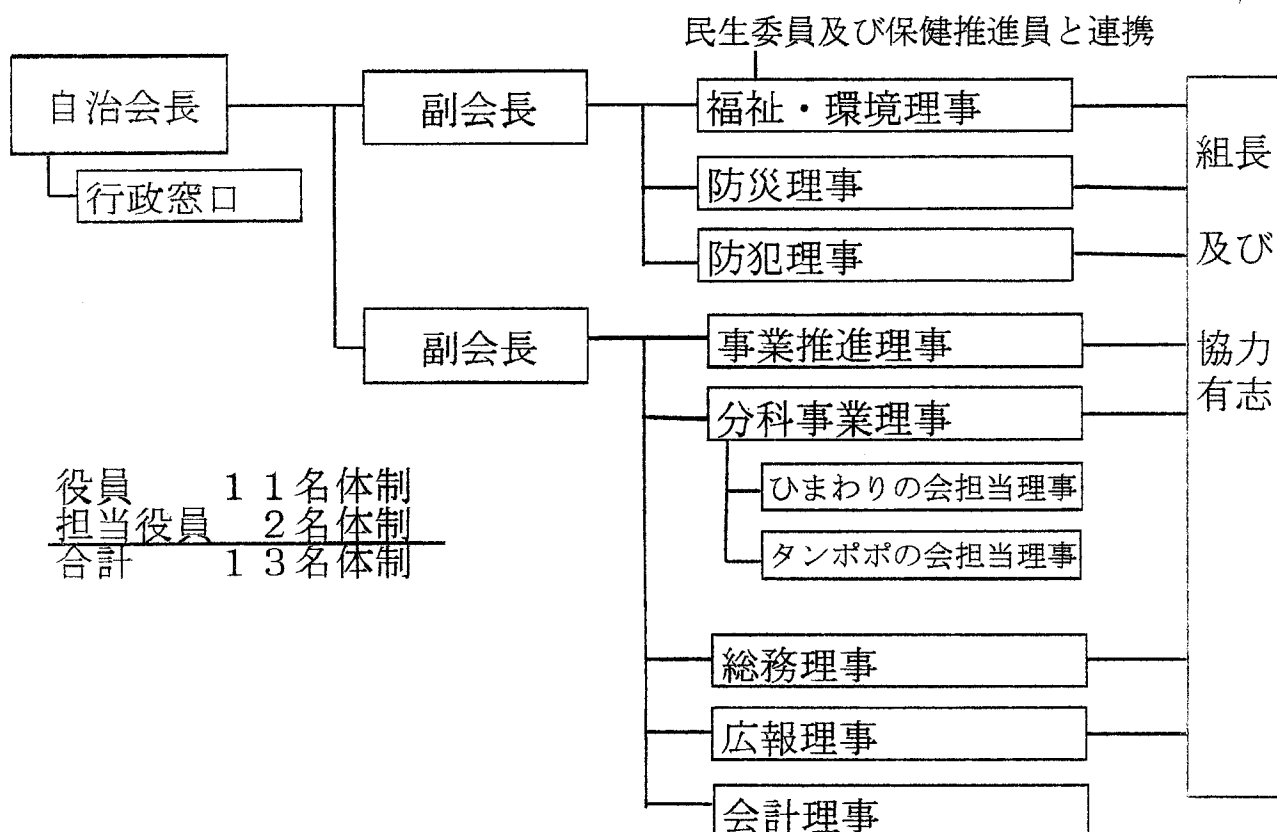 民生委員及び保健推進員と連携
自治会長
副会長
福祉・環境理事
組長
行政窓口
防災理事
及び
防犯理事
副会長
事業推進理事
協力
有志
分科事業理事
ひまわりの会担当理事
タンポポの会担当理事
役員 11名体制
担当役員 2名体制
合計 13名体制
総務理事
広報理事
会計理事